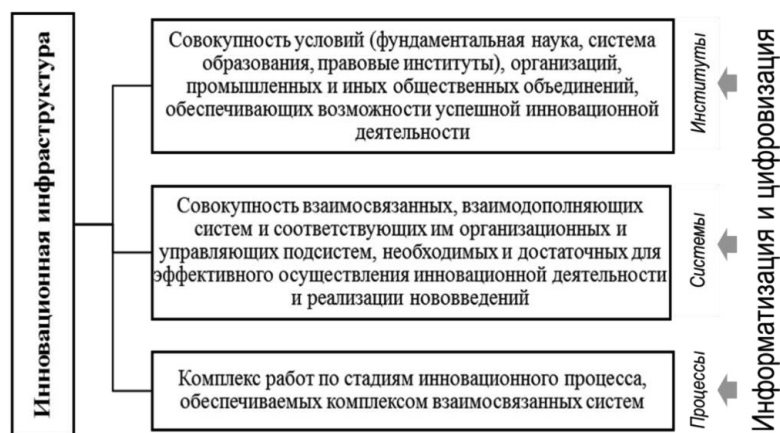 Инновационная инфраструктура
Совокупность условий (фундаментальная наука, система
образования, правовые институты), организаций,
промышленных и иных общественных объединений,
обеспечивающих возможности успешной инновационной
деятельности
Институты
Совокупность взаимосвязанных, взаимодополняющих
систем и соответствующих им организационных и
управляющих подсистем, необходимых и достаточных для
эффективного осуществления инновационной деятельности
и реализации нововведений
Системы
Комплекс работ по стадиям инновационного процесса,
обеспечиваемых комплексом взаимосвязанных систем
Процессы
Информатизация и цифровизация